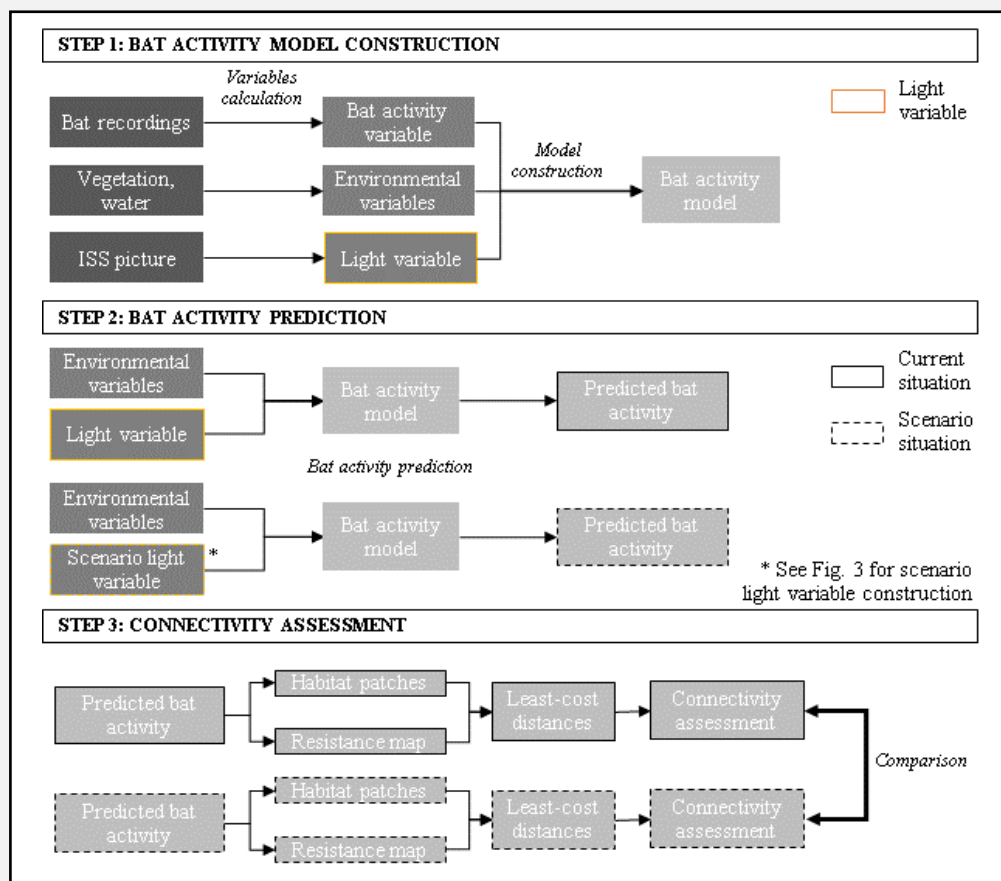 STEP 1: BAT ACTIVITY MODEL CONSTRUCTION
Variables
calculation
Bat recordings
Bat activity
variable
Light
variable
Vegetation,
water
Environmental
variables
Model
construction
Bat activity
model
ISS picture
Light variable
STEP 2: BAT ACTIVITY PREDICTION
Environmental
variables
Light variable
Bat activity
model
Predicted bat
activity
Current
situation
Scenario
situation
Bat activity prediction
Environmental
variables
Scenario light
variable
*
Bat activity
model
Predicted bat
activity
* See Fig. 3 for scenario
light variable construction
STEP 3: CONNECTIVITY ASSESSMENT
Predicted bat
activity
Habitat patches
Resistance map
Least-cost
distances
Connectivity
assessment
Comparison
Predicted bat
activity
Habitat patches
Resistance map
Least-cost
distances
Connectivity
assessment